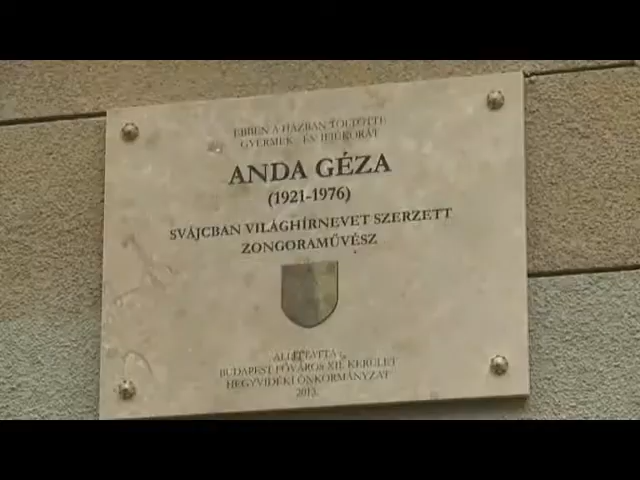 EBBEN A HÁZBAN TÖLTÖTTE
GYERMEK- ÉS IFJÚKORÁT
ANDA GÉZA
(1921-1976)
SVÁJCBAN VILÁGHÍRNEVET SZERZETT
ZONGORAMŰVÉSZ
ÁLLÍTTATTA
BUDAPEST FŐVÁROS XII. KERÜLET
HEGYVIDÉKI ÖNKORMÁNYZAT
2013.